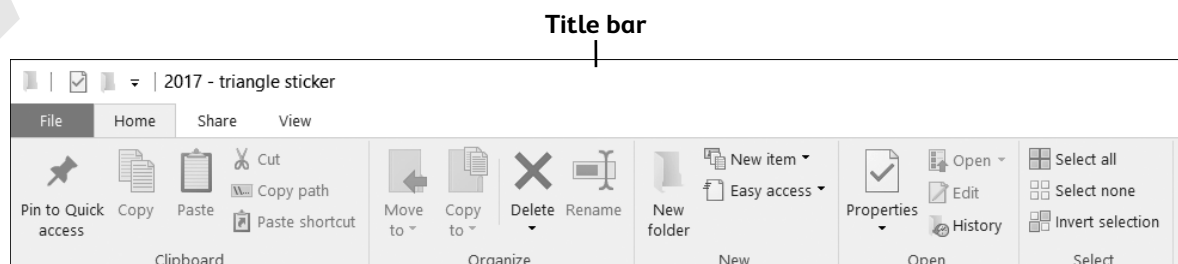 Title bar
2017 - triangle sticker
File Home Share View
Pin to Quick access
Copy
Paste
Cut
Copy path
Paste shortcut
Clipboard
Move to
Copy to
Delete
Rename
Organize
New folder
New item
Easy access
New
Properties
Open
Edit
History
Open
Select all
Select none
Invert selection
Select